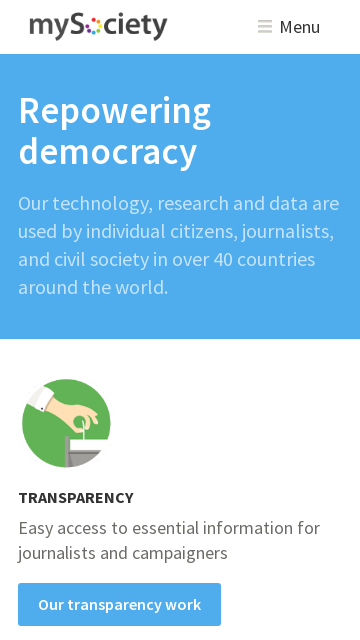 mySociety
Menu
Repowering
democracy
Our technology, research and data are
used by individual citizens, journalists,
and civil society in over 40 countries
around the world.
TRANSPARENCY
Easy access to essential information for
journalists and campaigners
Our transparency work